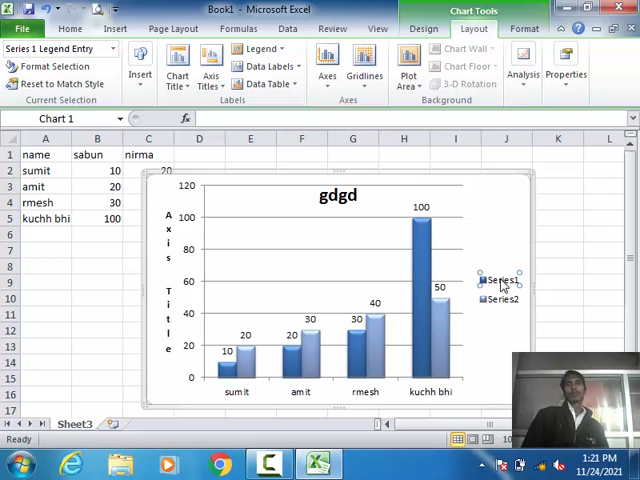 Book1 - Microsoft Excel
Chart Tools
File Home Insert Page Layout Formulas Data Review View Design Layout Format
Series 1 Legend Entry
Format Selection
Reset to Match Style
Current Selection
Insert
Chart Title
Axis Titles
Legend
Data Labels
Data Table
Labels
Axes
Gridlines
Axes
Plot Area
Chart Wall
Chart Floor
3-D Rotation
Background
Analysis
Properties
Chart 1
fx
A B C D E F G H I J K L
1 name sabun nirma
2 sumit 10 20
3 amit 20
4 rmesh 30
5 kuchh bhi 100
6
7
8
9
10
11
12
13
14
15
16
17
gdgd
Axis Title
120
100
80
60
40
20
0
10 20 20 30 30 40 100 50
sumit amit rmesh kuchh bhi
Series1
Series2
Sheet3
Ready
1:21 PM
11/24/2021